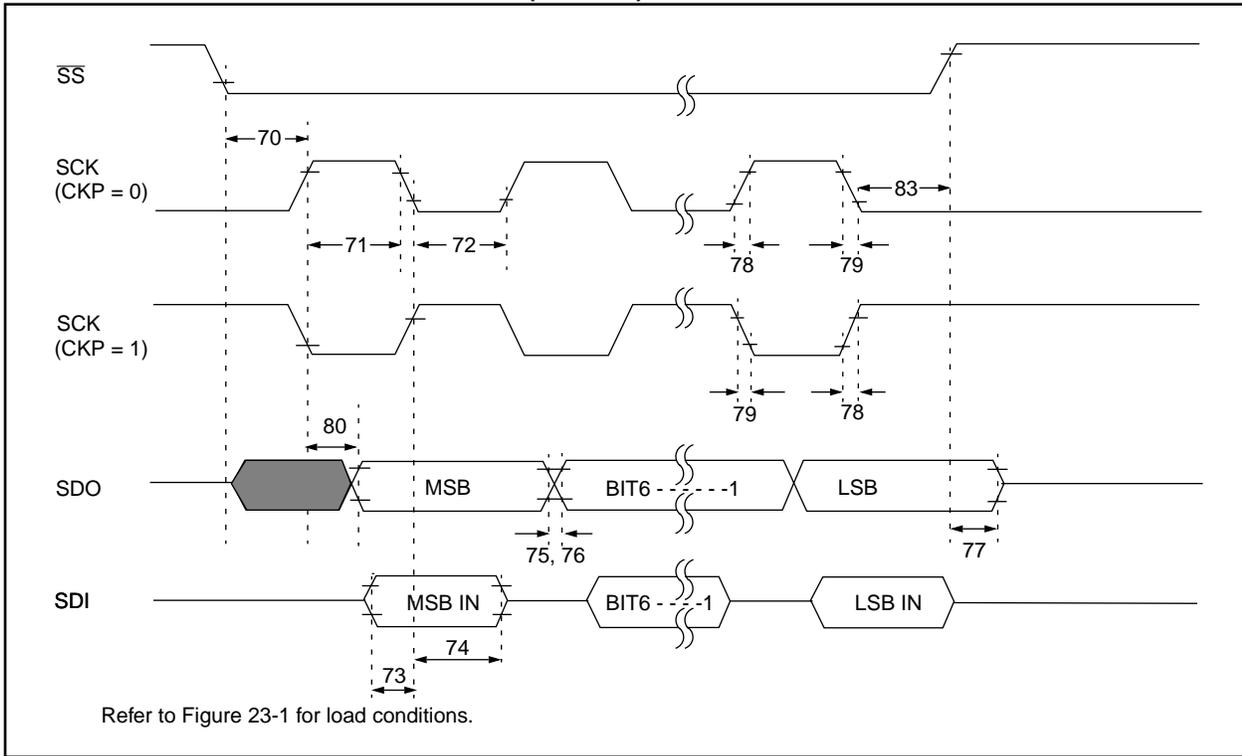 SS
70
SCK
(CKP = 0)
83
71
72
78
79
SCK
(CKP = 1)
79
78
80
SDO
MSB
BIT6 - - - - - -1
LSB
75, 76
77
SDI
MSB IN
BIT6 - - - -1
LSB IN
74
73
Refer to Figure 23-1 for load conditions.